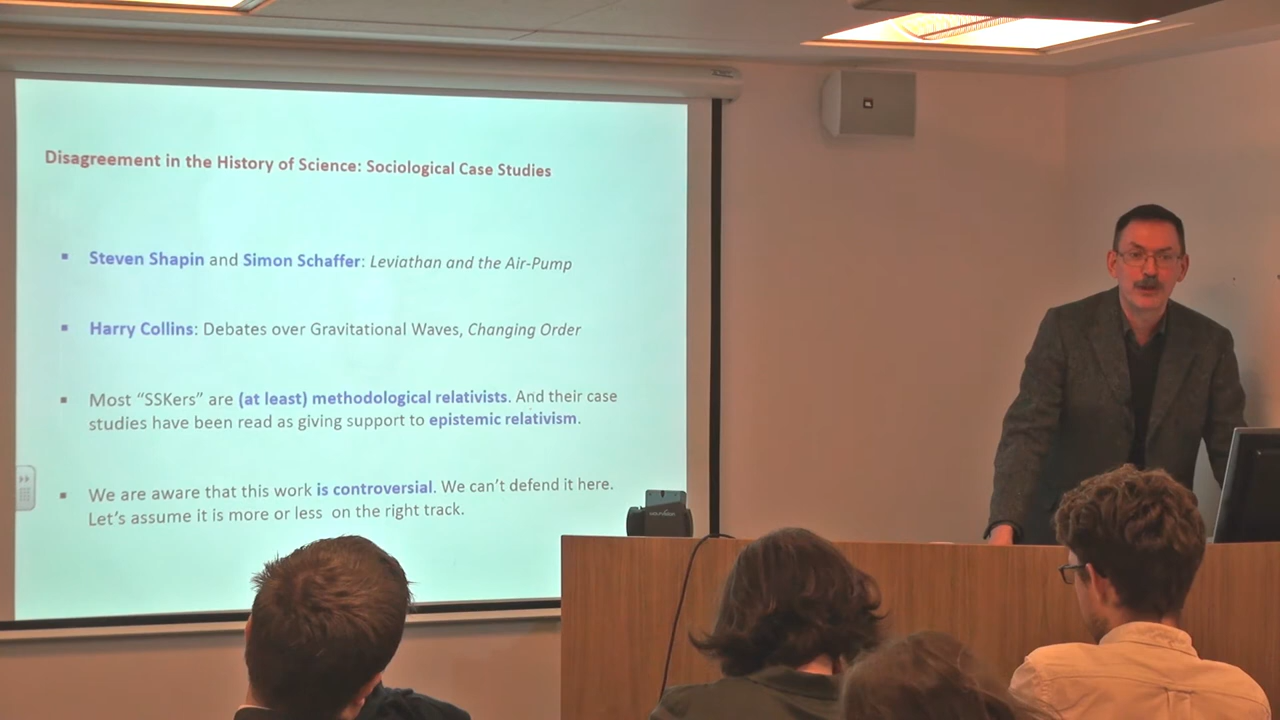 Disagreement in the History of Science: Sociological Case Studies
▪ Steven Shapin and Simon Schaffer: Leviathan and the Air-Pump
▪ Harry Collins: Debates over Gravitational Waves, Changing Order
▪ Most “SSKers” are (at least) methodological relativists. And their case
studies have been read as giving support to epistemic relativism.
▪ We are aware that this work is controversial. We can’t defend it here.
Let’s assume it is more or less on the right track.